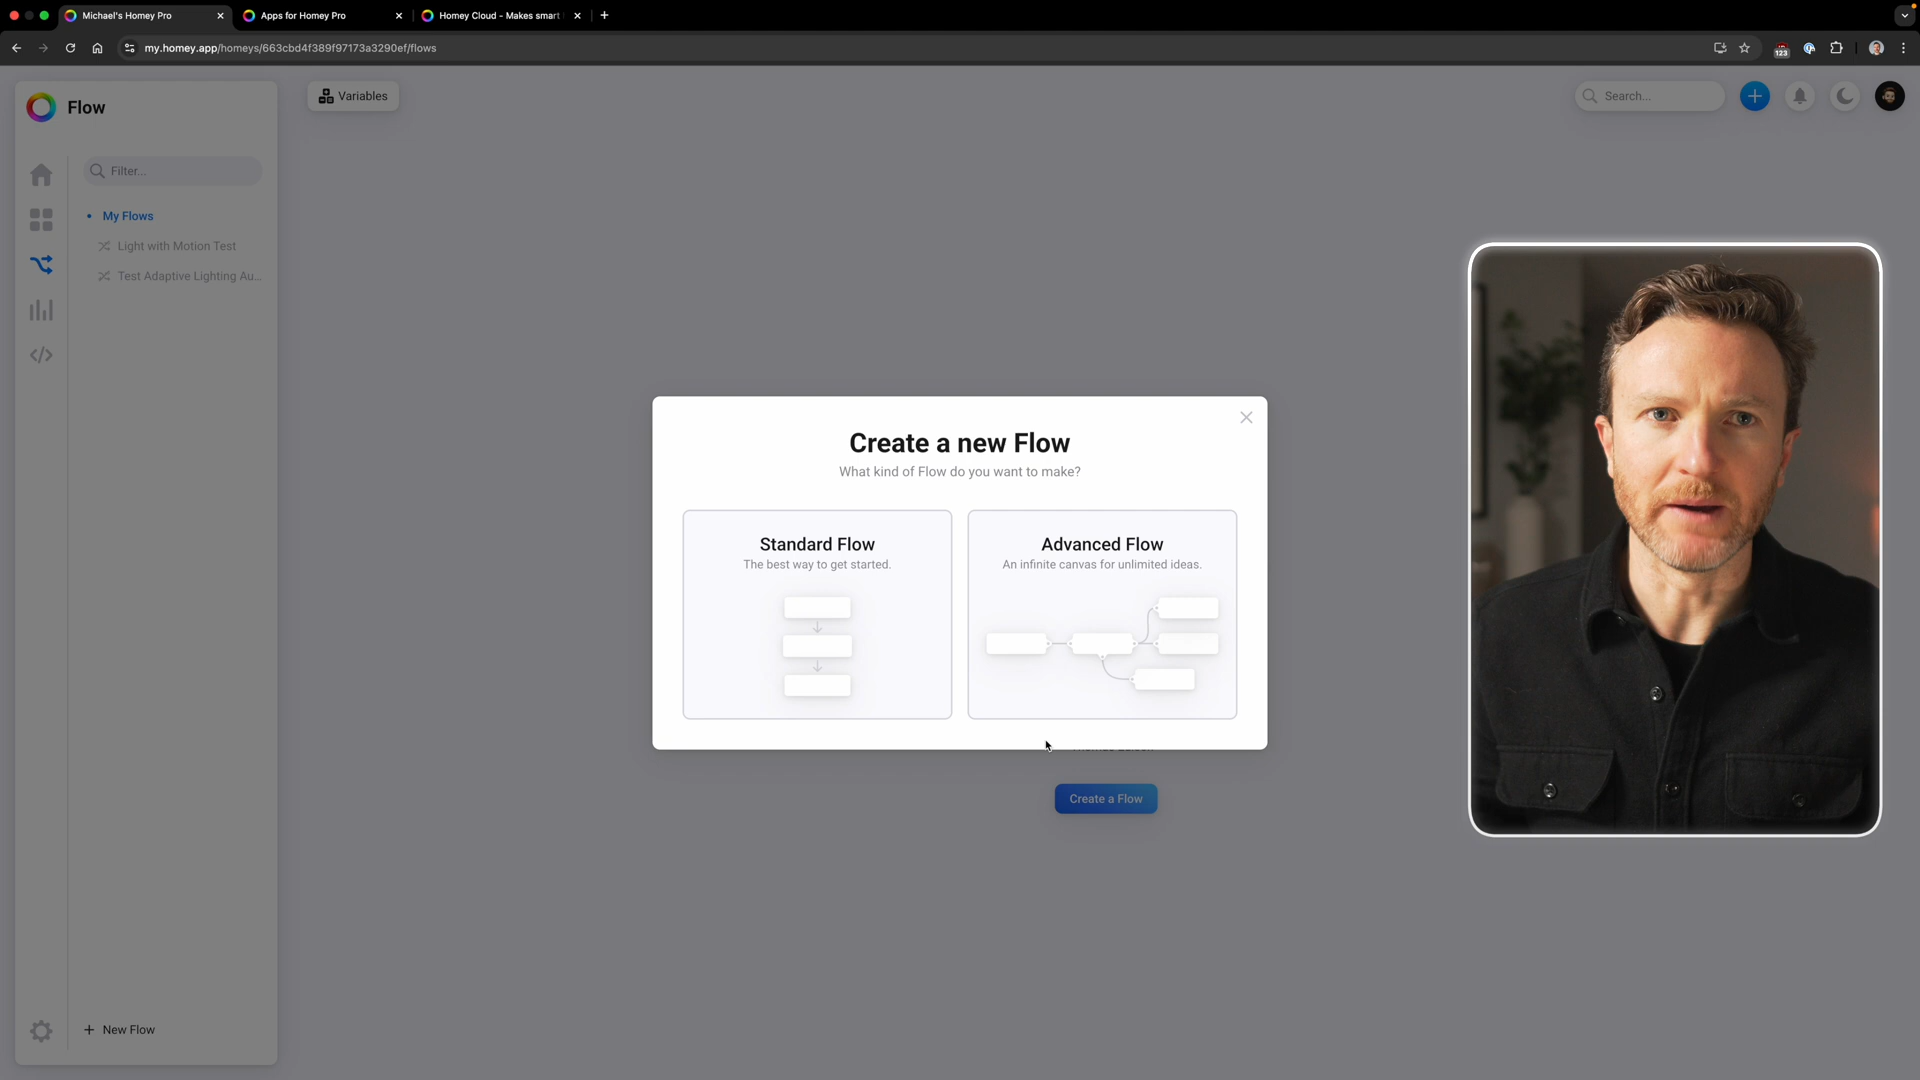 Michael's Homey Pro
Apps for Homey Pro
Homey Cloud - Makes smart
my.homey.app/homeys/663cbd4f389f97173a3290ef/flows
123
Flow
Variables
Search...
Filter...
My Flows
Light with Motion Test
Test Adaptive Lighting Au...
Create a new Flow
What kind of Flow do you want to make?
Standard Flow
The best way to get started.
Advanced Flow
An infinite canvas for unlimited ideas.
Create a Flow
New Flow